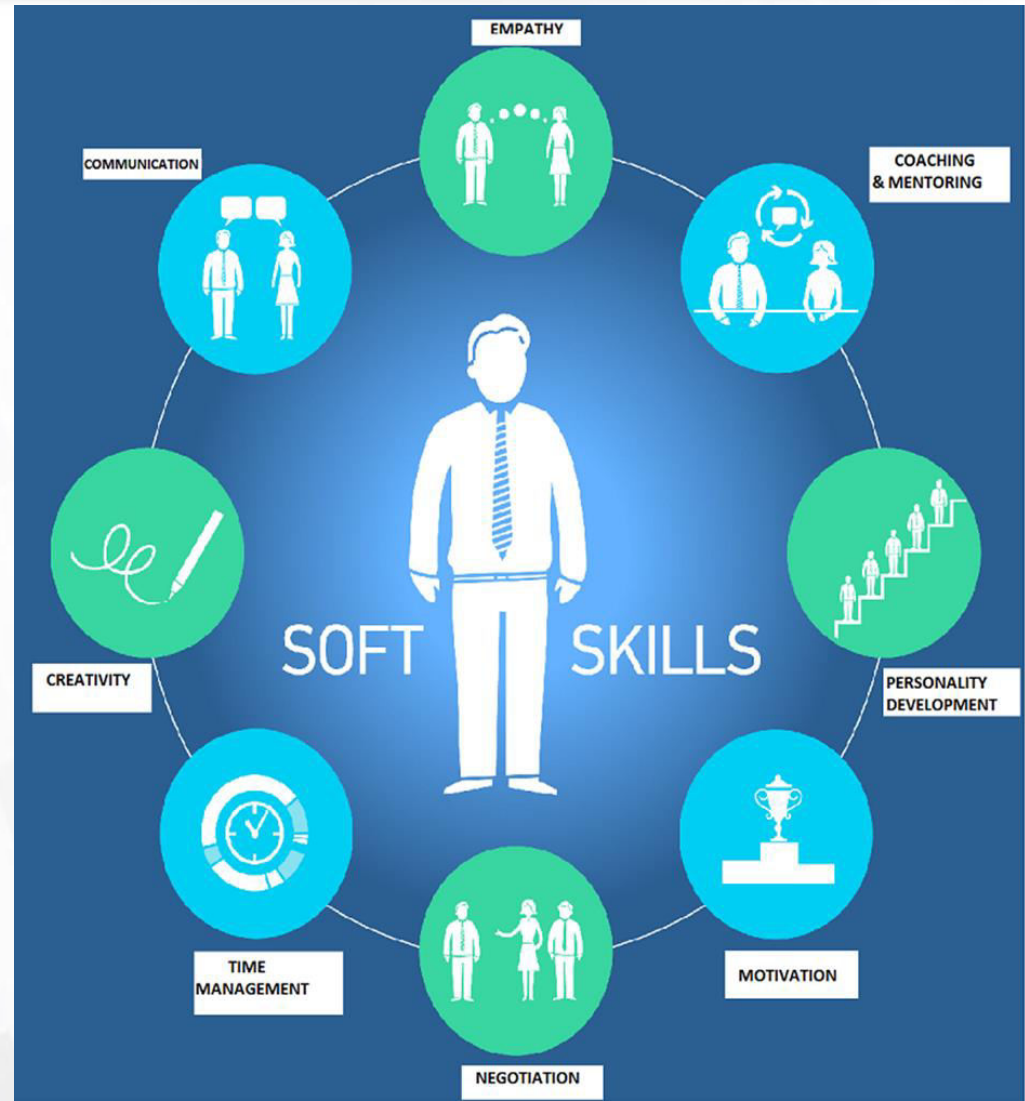 EMPATHY
COMMUNICATION
COACHING
& MENTORING
SOFT SKILLS
CREATIVITY
PERSONALITY
DEVELOPMENT
TIME
MANAGEMENT
MOTIVATION
NEGOTIATION